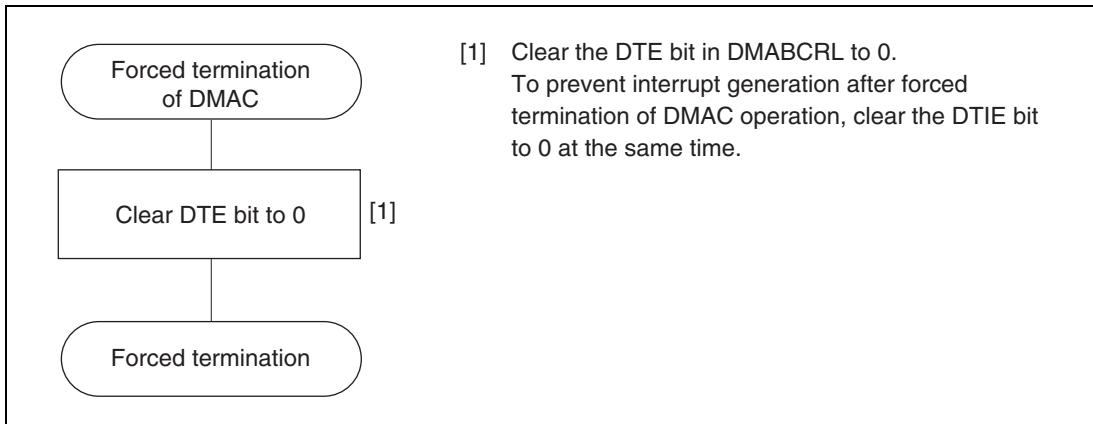 Forced termination
of DMAC
[1] Clear the DTE bit in DMABCRL to 0.
To prevent interrupt generation after forced
termination of DMAC operation, clear the DTIE bit
to 0 at the same time.
Clear DTE bit to 0 [1]
Forced termination